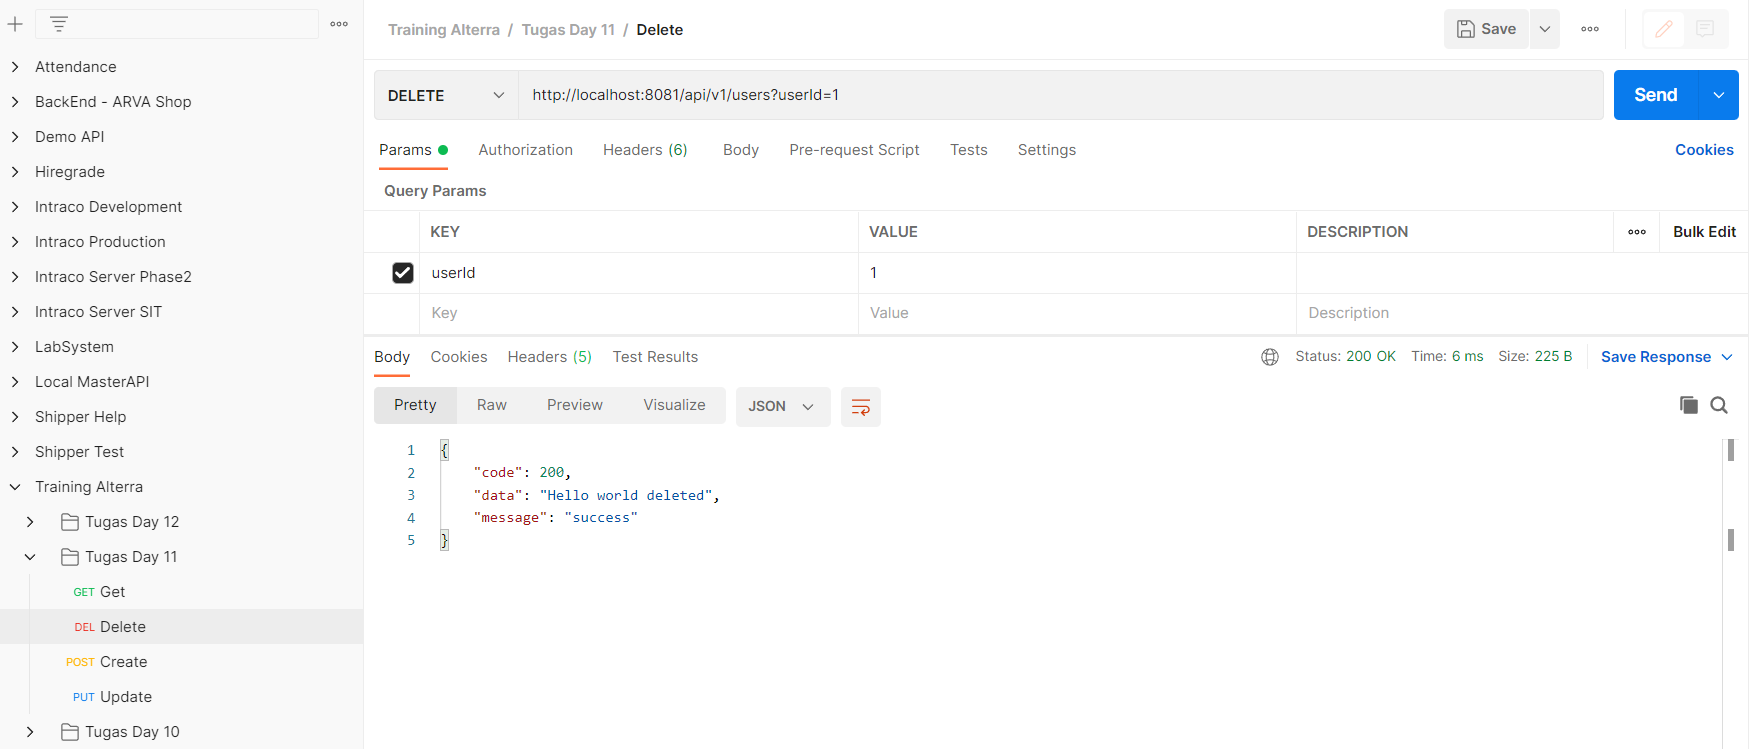 Attendance
BackEnd - ARVA Shop
Demo API
Hiregrade
Intraco Development
Intraco Production
Intraco Server Phase2
Intraco Server SIT
LabSystem
Local MasterAPI
Shipper Help
Shipper Test
Training Alterra
Tugas Day 12
Tugas Day 11
GET Get
DEL Delete
POST Create
PUT Update
Tugas Day 10
Training Alterra / Tugas Day 11 / Delete
Save
DELETE http://localhost:8081/api/v1/users?userId=1 Send
Params Authorization Headers (6) Body Pre-request Script Tests Settings Cookies
Query Params
KEY VALUE DESCRIPTION Bulk Edit
userId 1
Key Value Description
Body Cookies Headers (5) Test Results Status: 200 OK Time: 6 ms Size: 225 B Save Response
Pretty Raw Preview Visualize JSON
1 {
2 "code": 200,
3 "data": "Hello world deleted",
4 "message": "success"
5 }